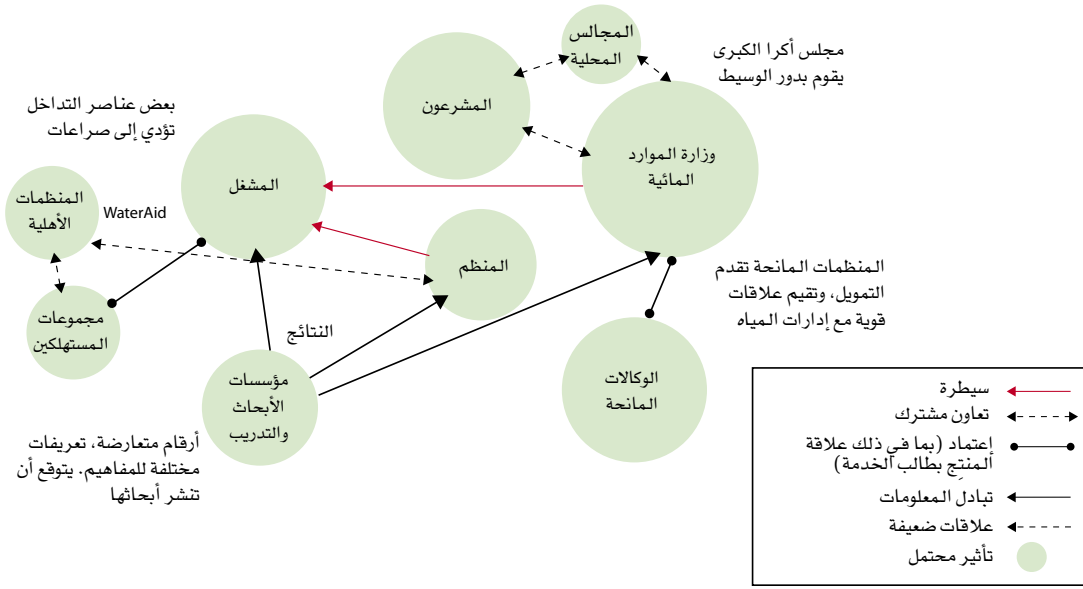 المجالس
المحلية
مجلس أكرا الكبرى
يقوم بدور الوسيط
المشرعون
وزارة الموارد
المائية
بعض عناصر التداخل
تؤدي إلى صراعات
المشغل
المنظمات
الأهلية
WaterAid
المنظم
المنظمات المانحة تقدم
التمويل، وتقيم علاقات
قوية مع إدارات المياه
مجموعات
المستهلكين
النتائج
مؤسسات
الأبحاث
والتدريب
الوكالات
المانحة
أرقام متعارضة، تعريفات
مختلفة للمفاهيم. يتوقع أن
تنشر أبحاثها
سيطرة
تعاون مشترك
إعتماد (بما في ذلك علاقة
المنتِج بطالب الخدمة)
تبادل المعلومات
علاقات ضعيفة
تأثير محتمل